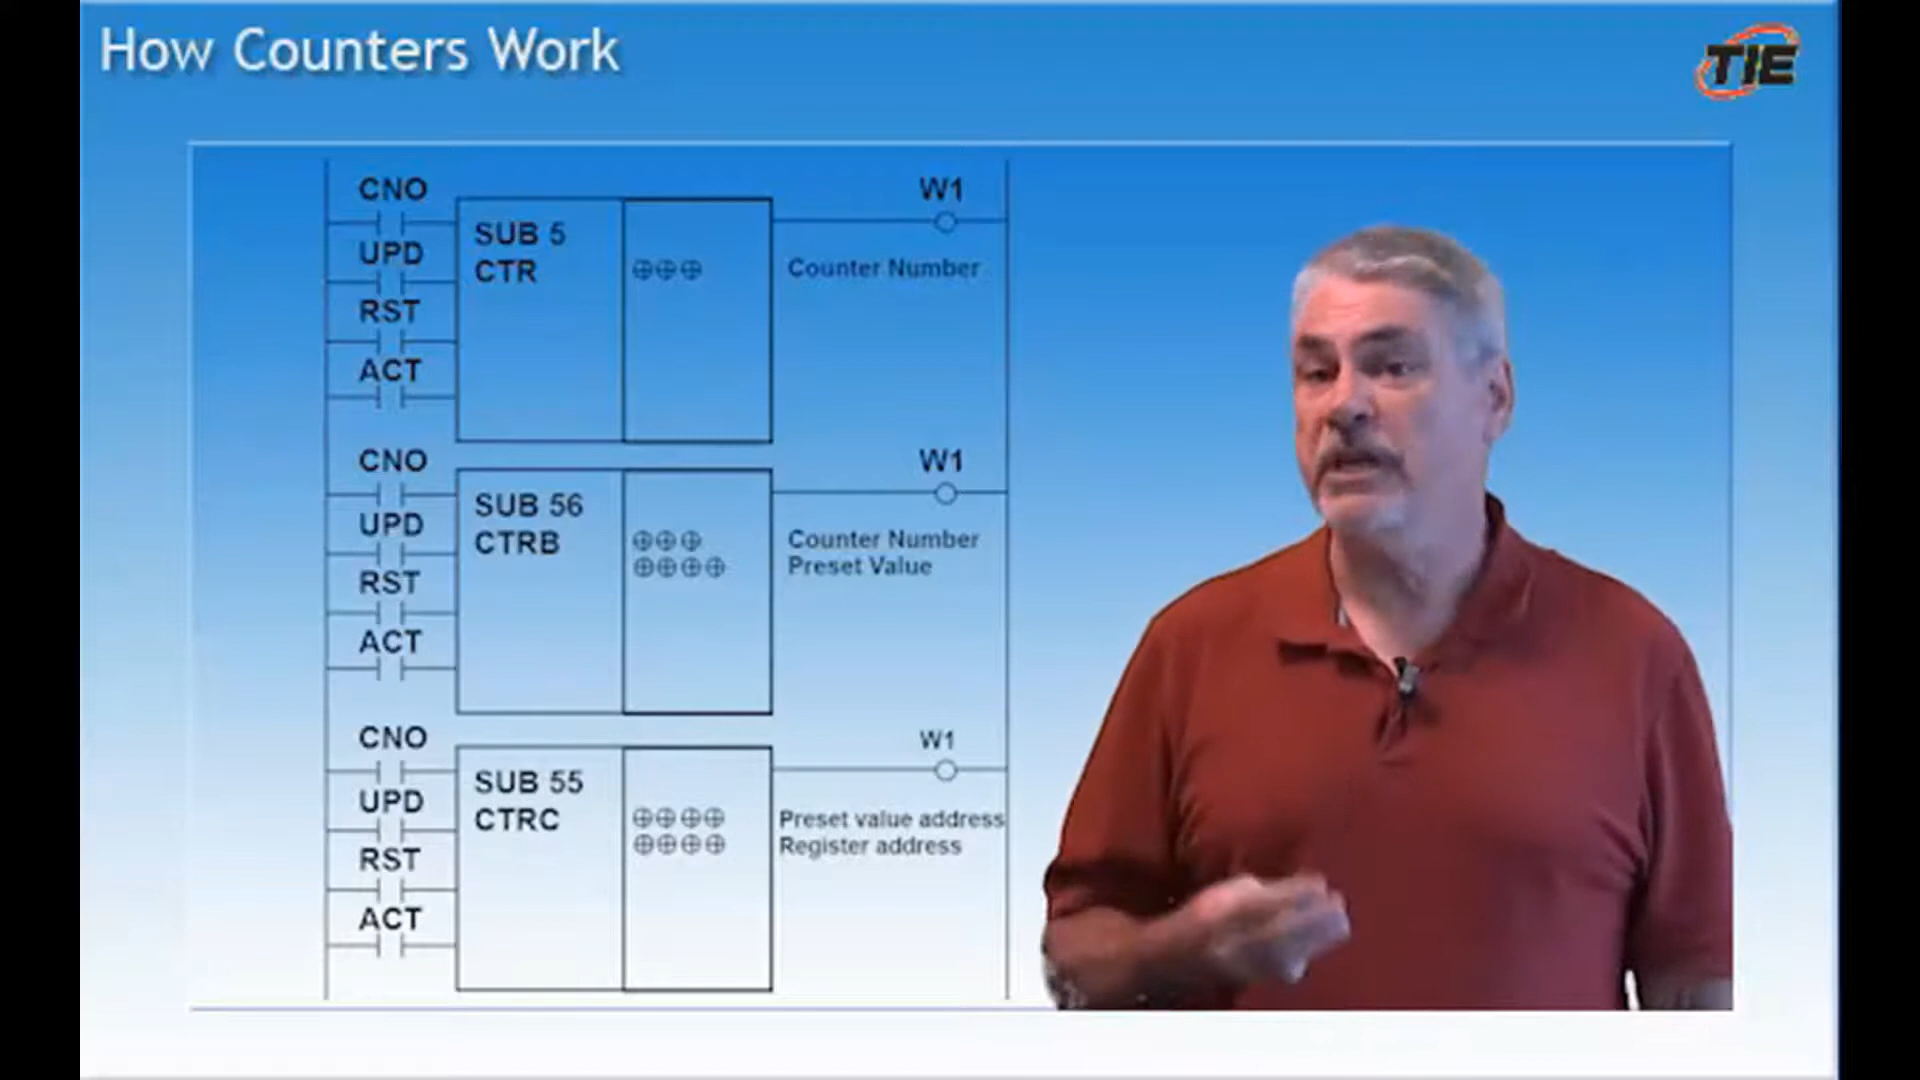 How Counters Work
TIE
CNO
W1
SUB 5
UPD
CTR
Counter Number
RST
ACT
CNO
W1
SUB 56
UPD
CTRB
Counter Number
Preset Value
RST
ACT
CNO
W1
SUB 55
UPD
CTRC
Preset value address
Register address
RST
ACT